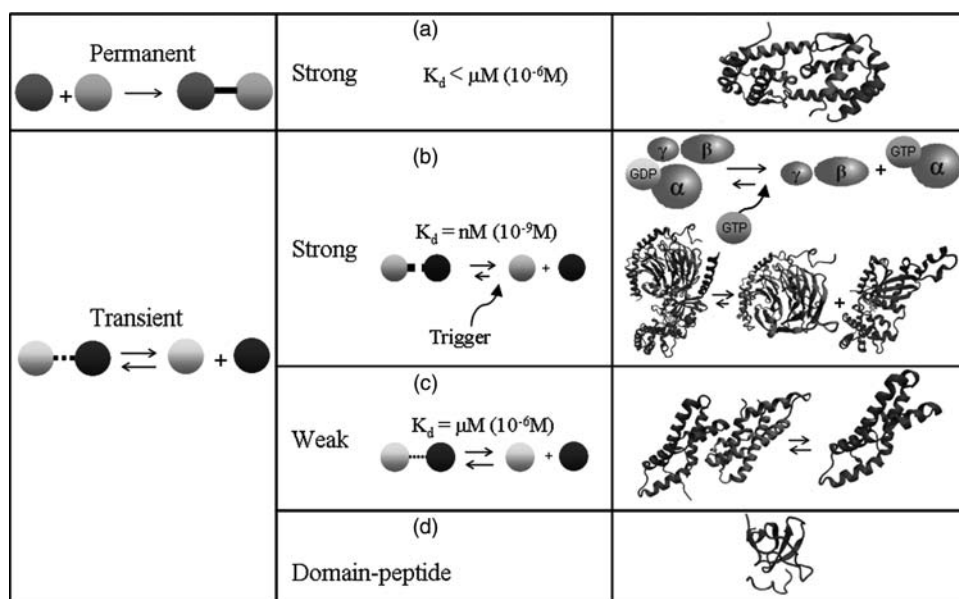 Permanent
+
(a)
Strong K_d < μM (10⁻⁶M)
(b)
Strong
K_d = nM (10⁻⁹M)
+
Trigger
γ β
GDP α
γ β + GTP α
GTP
+
Transient
+
(c)
Weak
K_d = μM (10⁻⁶M)
+
(d)
Domain-peptide